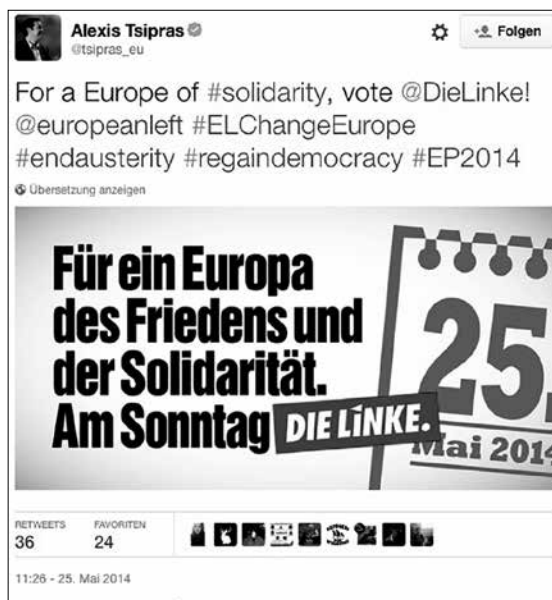 Alexis Tsipras
@tsipras_eu
Folgen
For a Europe of #solidarity, vote @DieLinke!
@europeanleft #ELChangeEurope
#endausterity #regaindemocracy #EP2014
Übersetzung anzeigen
Für ein Europa
des Friedens und
der Solidarität.
Am Sonntag DIE LINKE.
25.
Mai 2014
RETWEETS
36
FAVORITEN
24
11:26 - 25. Mai 2014